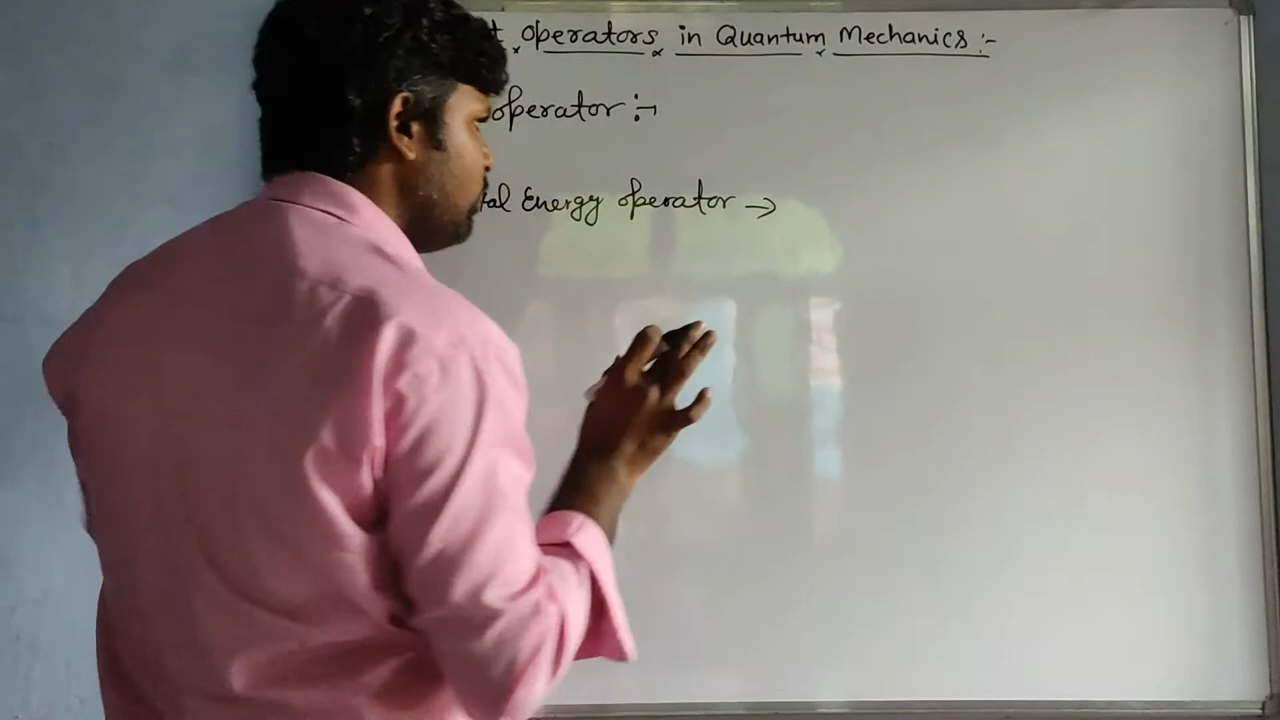 operators in Quantum Mechanics :-
operator :-
Energy operator →